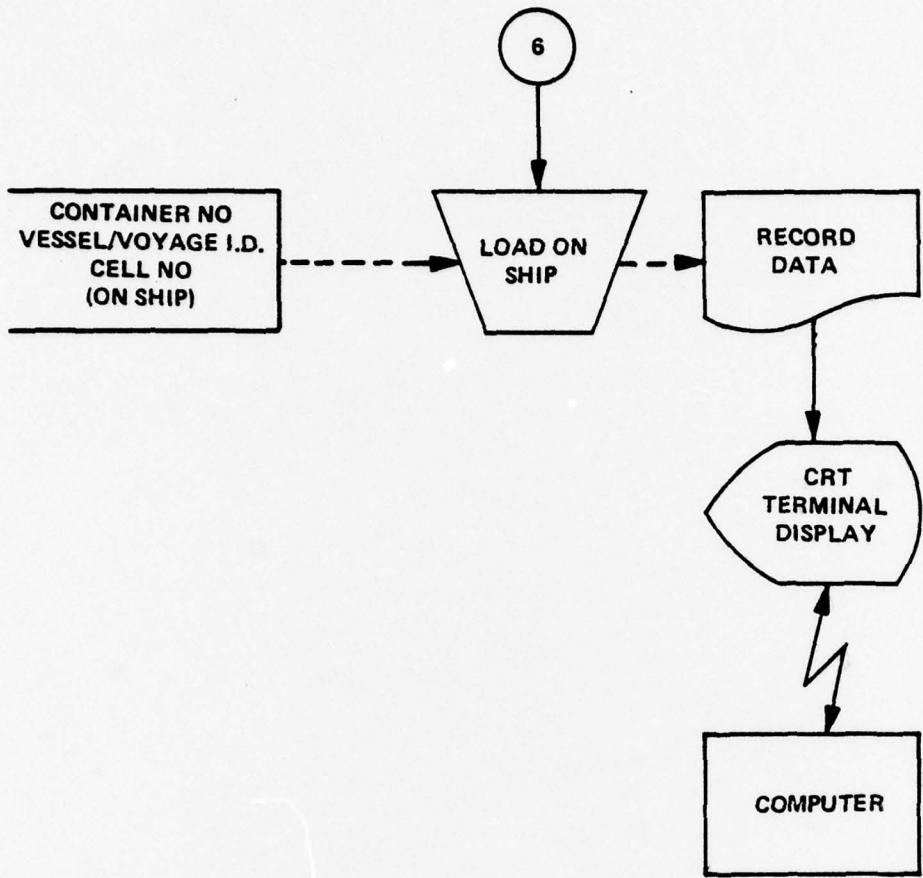 6
CONTAINER NO
VESSEL/VOYAGE I.D.
CELL NO
(ON SHIP)
LOAD ON
SHIP
RECORD
DATA
CRT
TERMINAL
DISPLAY
COMPUTER